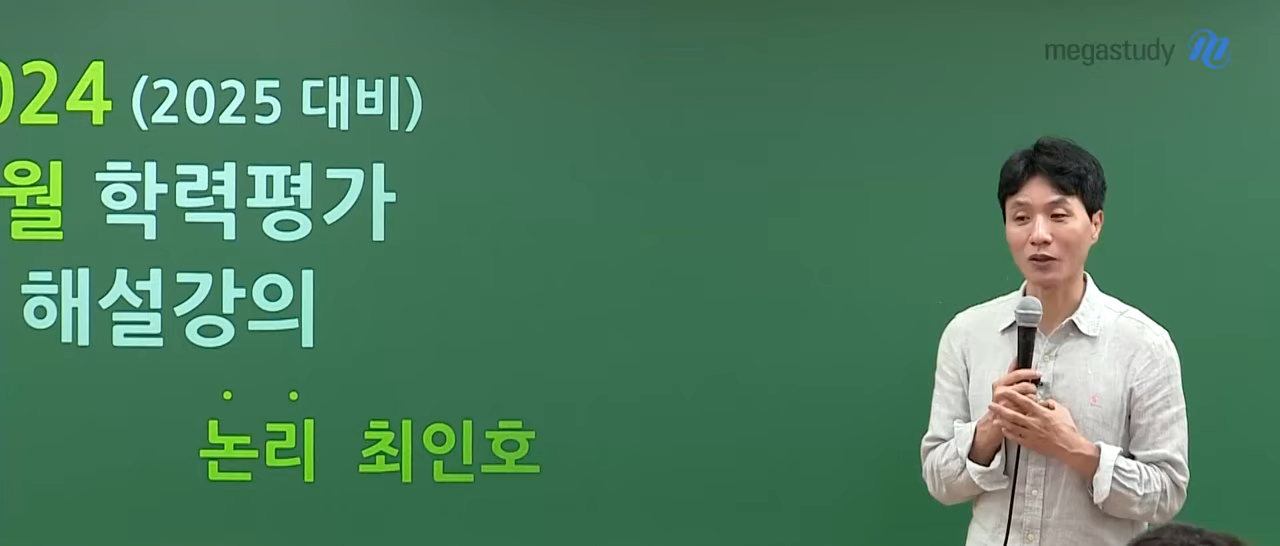 megastudy
024 (2025 대비)
월 학력평가
해설강의
논리 최인호